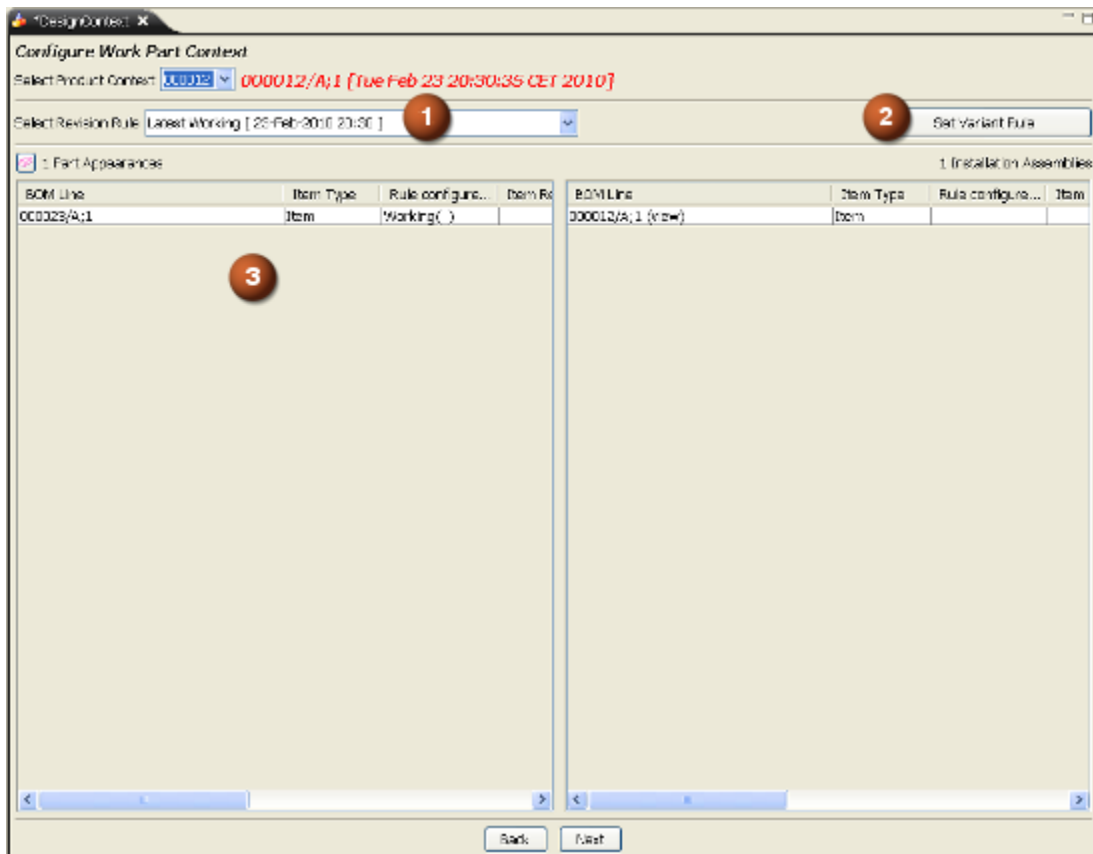 *DesignContext
Configure Work Part Context
Select Product Context 000012 000012/A;1 [Tue Feb 23 20:30:35 CET 2010]
Select Revision Rule Latest Working [ 23-Feb-2010 20:30 ] 1 2 Set Variant Rule
1 Part Appearances 1 Installation Assemblies
BOM Line Item Type Rule configure... Item Re BOM Line Item Type Rule configure... Item
000023/A;1 Item Working( ) 000012/A;1 (view) Item
3
Back Next